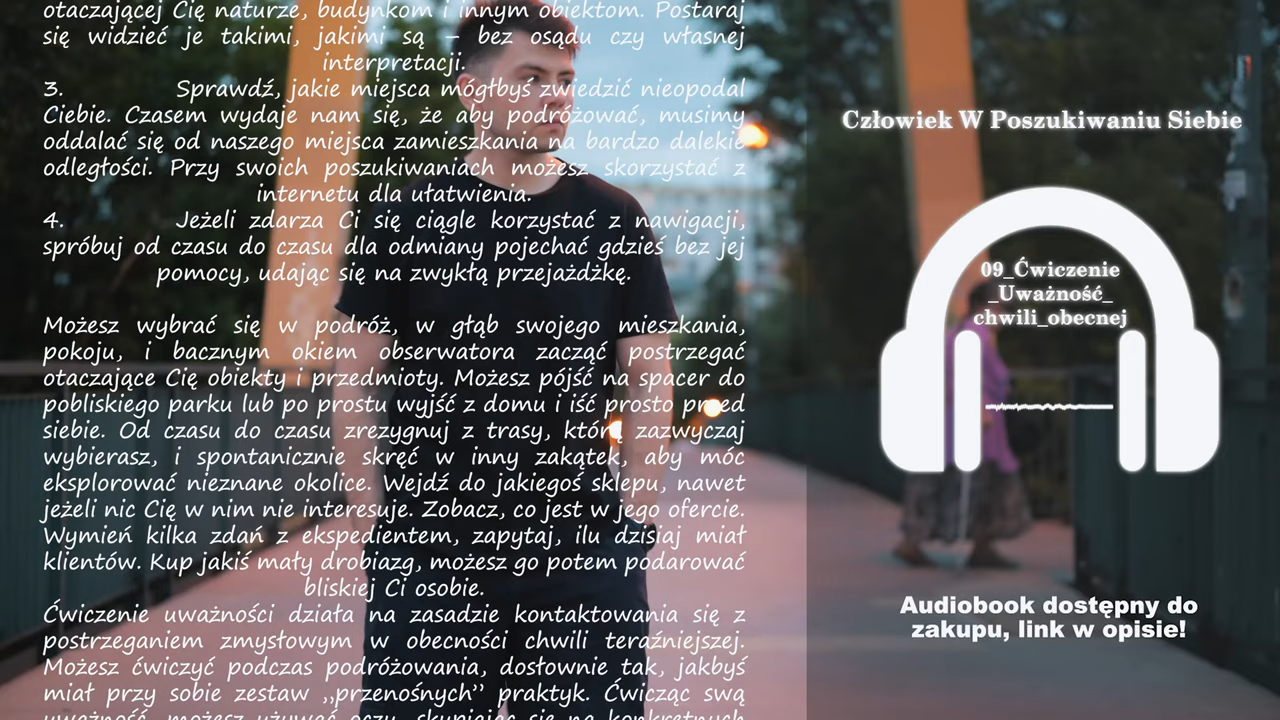 otaczającej Cię naturze, budynkom i innym obiektom. Postaraj
się widzieć je takimi, jakimi są – bez osądu czy własnej
interpretacji.
3. Sprawdź, jakie miejsca mógłbyś zwiedzić nieopodal
Ciebie. Czasem wydaje nam się, że aby podróżować, musimy
oddalać się od naszego miejsca zamieszkania na bardzo dalekie
odległości. Przy swoich poszukiwaniach możesz skorzystać z
internetu dla ułatwienia.
4. Jeżeli zdarza Ci się ciągle korzystać z nawigacji,
spróbuj od czasu do czasu dla odmiany pojechać gdzieś bez jej
pomocy, udając się na zwykłą przejażdżkę.
Możesz wybrać się w podróż, w głąb swojego mieszkania,
pokoju, i bacznym okiem obserwatora zacząć postrzegać
otaczające Cię obiekty i przedmioty. Możesz pójść na spacer do
pobliskiego parku lub po prostu wyjść z domu i iść prosto przed
siebie. Od czasu do czasu zrezygnuj z trasy, którą zazwyczaj
wybierasz, i spontanicznie skręć w inny zakątek, aby móc
eksplorować nieznane okolice. Wejdź do jakiegoś sklepu, nawet
jeżeli nic Cię w nim nie interesuje. Zobacz, co jest w jego ofercie.
Wymień kilka zdań z ekspedientem, zapytaj, ilu dzisiaj miał
klientów. Kup jakiś mały drobiazg, możesz go potem podarować
bliskiej Ci osobie.
Ćwiczenie uważności działa na zasadzie kontaktowania się z
postrzeganiem zmysłowym w obecności chwili teraźniejszej.
Możesz ćwiczyć podczas podróżowania, dosłownie tak, jakbyś
miał przy sobie zestaw „przenośnych” praktyk. Ćwicząc swą
uważność, możesz używać oczu, skupiając się na konkretnych
Człowiek W Poszukiwaniu Siebie
09_Ćwiczenie
_Uważność_
chwili_obecnej
Audiobook dostępny do
zakupu, link w opisie!